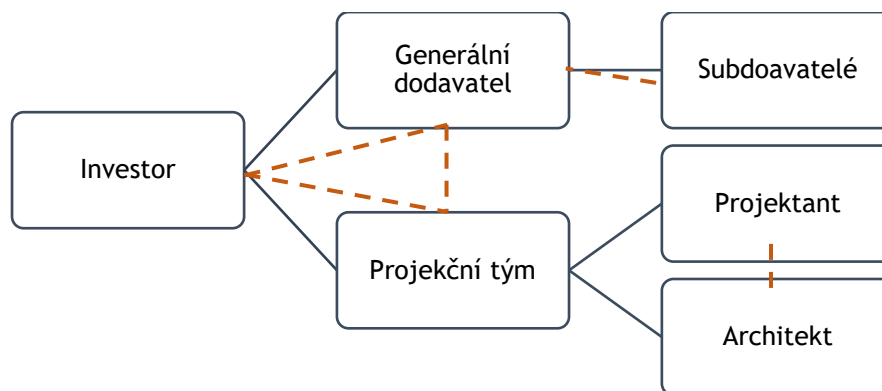 Generální
dodavatel
Subdoavatelé
Investor
Projektant
Projekční tým
Architekt